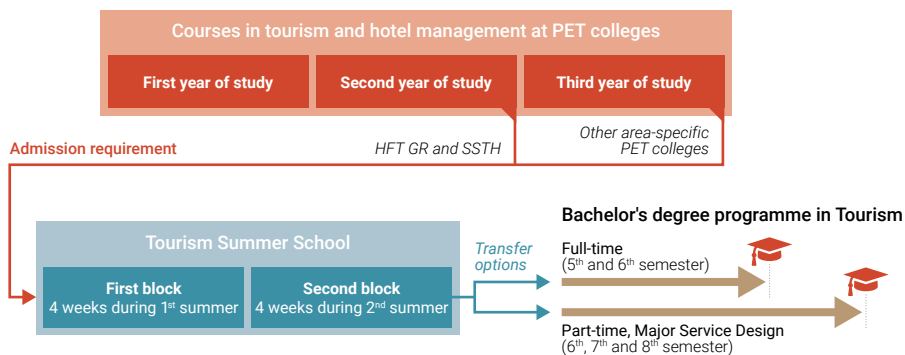 Courses in tourism and hotel management at PET colleges
First year of study
Second year of study
Third year of study
Admission requirement
HFT GR and SSTH
Other area-specific
PET colleges
Bachelor's degree programme in Tourism
Tourism Summer School
First block
4 weeks during 1st summer
Second block
4 weeks during 2nd summer
Transfer
options
Full-time
(5th and 6th semester)
Part-time, Major Service Design
(6th, 7th and 8th semester)